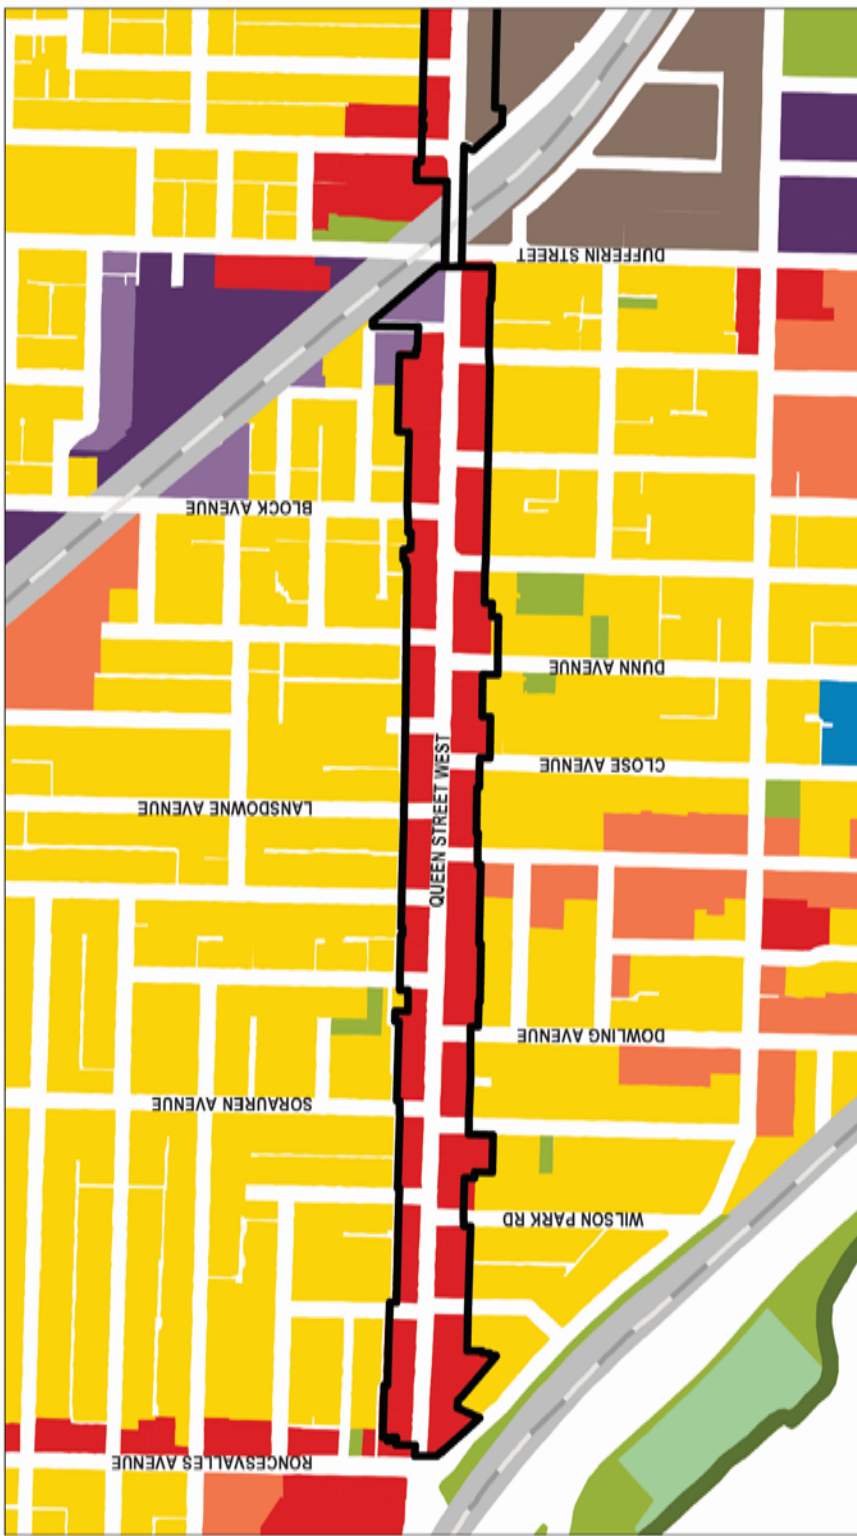 DUFFERIN STREET
BLOCK AVENUE
DUNN AVENUE
QUEEN STREET WEST
CLOSE AVENUE
LANSDOWNE AVENUE
DOWLING AVENUE
SORAUREN AVENUE
WILSON PARK RD
RONCESVALLES AVENUE